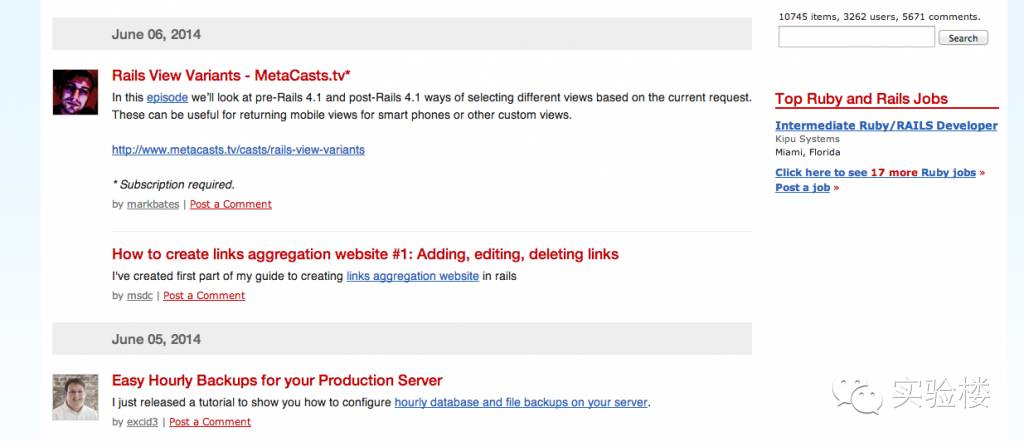 June 06, 2014
Rails View Variants - MetaCasts.tv*
In this episode we'll look at pre-Rails 4.1 and post-Rails 4.1 ways of selecting different views based on the current request.
These can be useful for returning mobile views for smart phones or other custom views.
http://www.metacasts.tv/casts/rails-view-variants
* Subscription required.
by markbates | Post a Comment
How to create links aggregation website #1: Adding, editing, deleting links
I've created first part of my guide to creating links aggregation website in rails
by msdc | Post a Comment
June 05, 2014
Easy Hourly Backups for your Production Server
I just released a tutorial to show you how to configure hourly database and file backups on your server.
by excid3 | Post a Comment
10745 items, 3262 users, 5671 comments.
Search
Top Ruby and Rails Jobs
Intermediate Ruby/RAILS Developer
Kipu Systems
Miami, Florida
Click here to see 17 more Ruby jobs »
Post a job »
实验楼